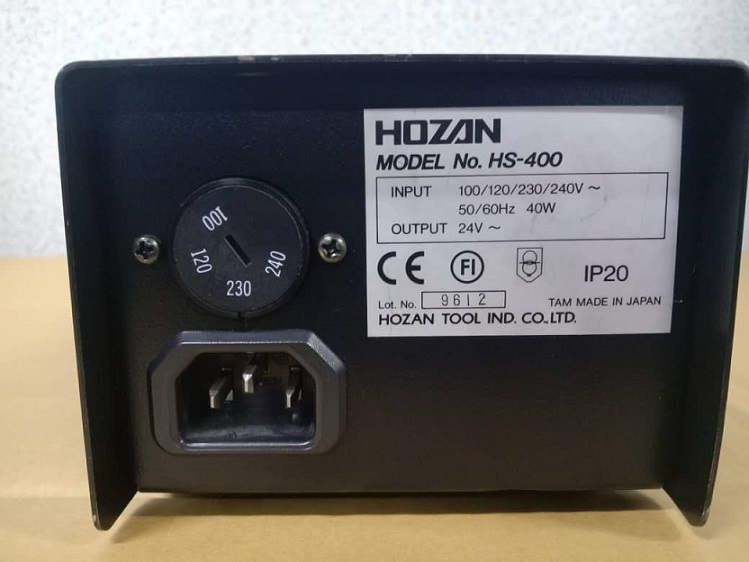 HOZAN
MODEL No. HS-400
INPUT 100/120/230/240V ~
50/60Hz 40W
OUTPUT 24V ~
CE FI IP20
Lot. No. 9612 TAM MADE IN JAPAN
HOZAN TOOL IND. CO.,LTD.
100
120
230
240